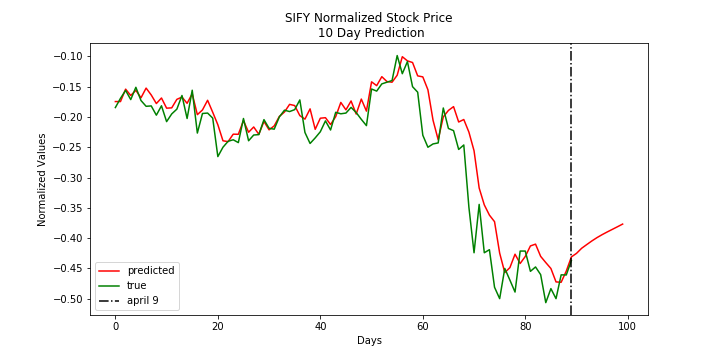 SIFY Normalized Stock Price
10 Day Prediction
Normalized Values
−0.10
−0.15
−0.20
−0.25
−0.30
−0.35
−0.40
−0.45
−0.50
predicted
true
april 9
0
20
40
60
80
100
Days